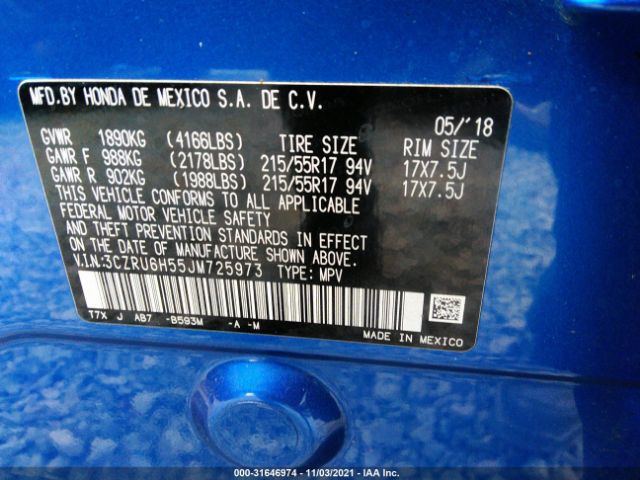 MFD.BY HONDA DE MEXICO S.A. DE C.V.
05/'18
GVWR 1890KG (4166LBS) TIRE SIZE RIM SIZE
GAWR F 988KG (2178LBS) 215/55R17 94V 17X7.5J
GAWR R 902KG (1988LBS) 215/55R17 94V 17X7.5J
THIS VEHICLE CONFORMS TO ALL APPLICABLE
FEDERAL MOTOR VEHICLE SAFETY
AND THEFT PREVENTION STANDARDS IN EFFECT
ON THE DATE OF MANUFACTURE SHOWN ABOVE.
V.I.N:3CZRU6H55JM725973 TYPE: MPV
T7X J AB7 -B593M -A -M
MADE IN MEXICO
000-31646974 | 11/03/2021 | IAA Inc.